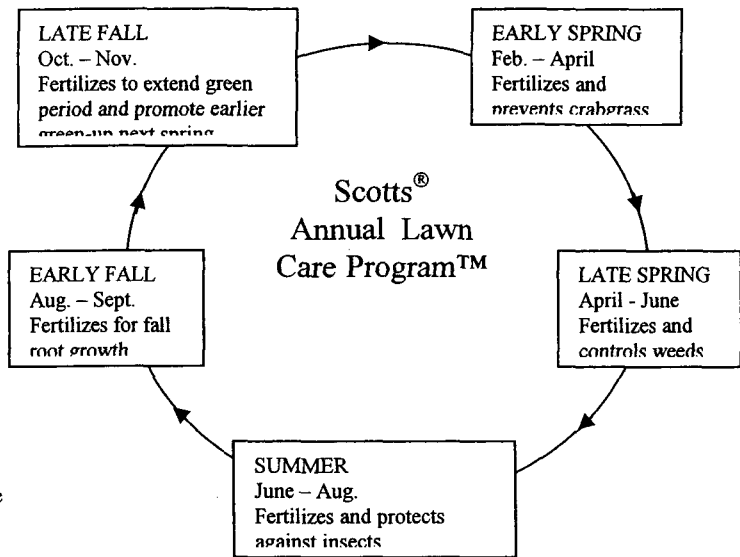 LATE FALL
Oct. – Nov.
Fertilizes to extend green
period and promote earlier
green-up next spring
EARLY SPRING
Feb. – April
Fertilizes and
prevents crabgrass
Scotts®
Annual Lawn
Care Program™
EARLY FALL
Aug. – Sept.
Fertilizes for fall
root growth
LATE SPRING
April - June
Fertilizes and
controls weeds
SUMMER
June – Aug.
Fertilizes and protects
against insects
e